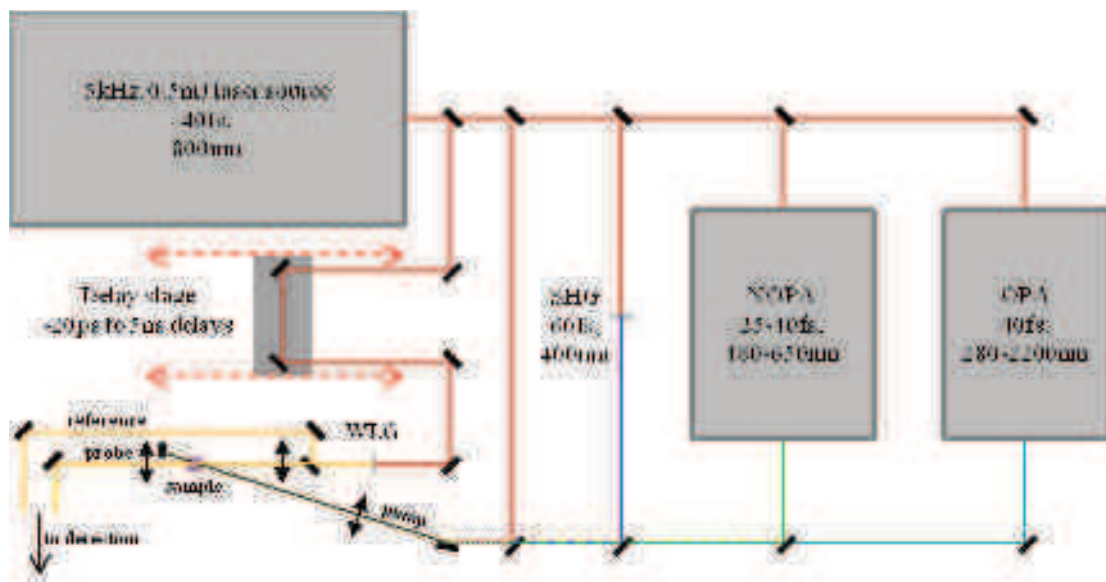 5kHz, 0.5mJ laser source
40fs,
800nm
Delay stage
-20ps to 5ns delays
SHG
60fs,
400nm
NOPA
25-40fs,
480-650nm
OPA
40fs,
280-2200nm
reference
WLG
probe
sample
pump
to detection